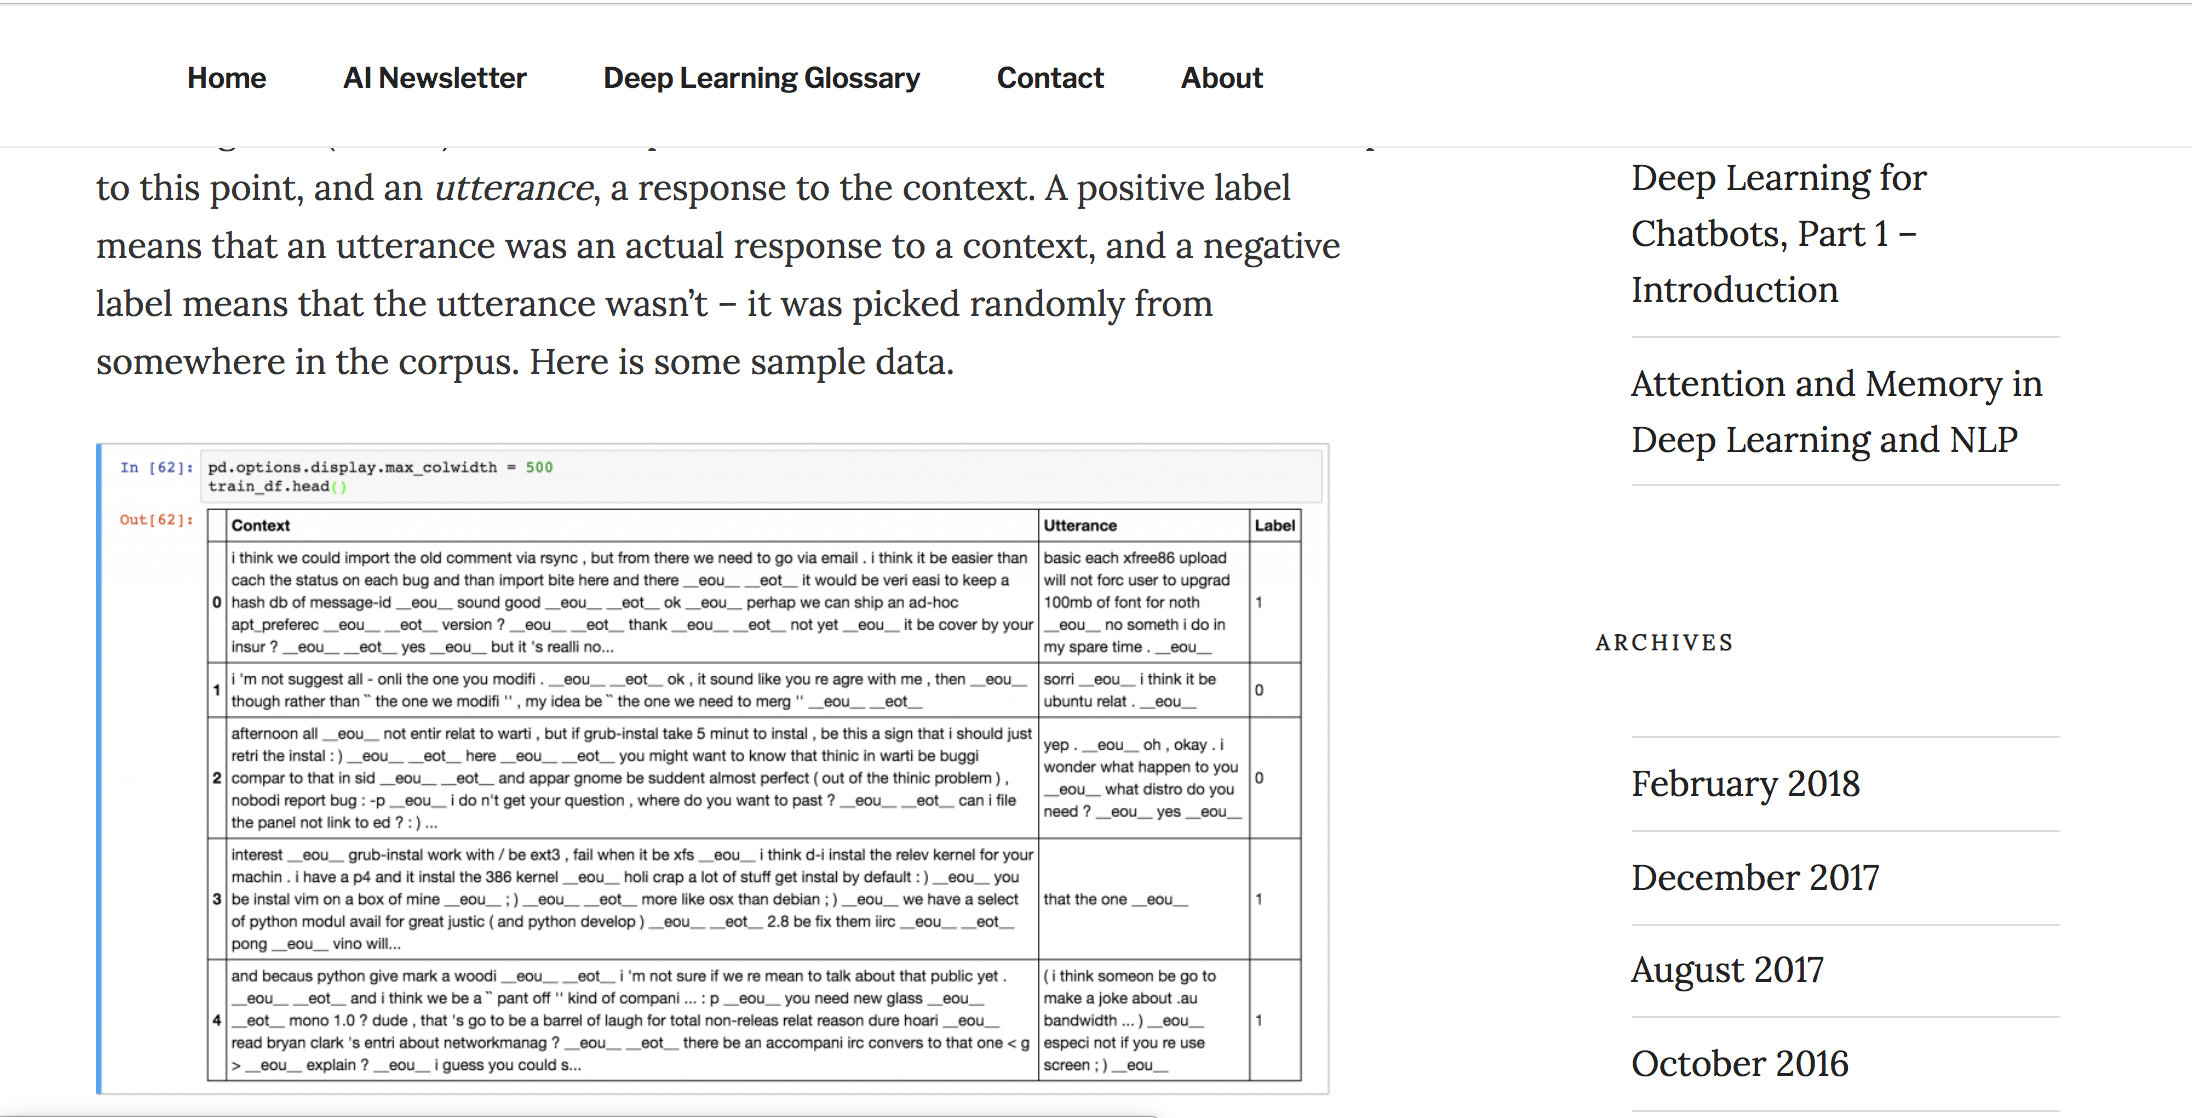 Home AI Newsletter Deep Learning Glossary Contact About
to this point, and an utterance, a response to the context. A positive label
means that an utterance was an actual response to a context, and a negative
label means that the utterance wasn’t – it was picked randomly from
somewhere in the corpus. Here is some sample data.
In [62]: pd.options.display.max_colwidth = 500
train_df.head()
Out[62]:
Context Utterance Label
0
i think we could import the old comment via rsync , but from there we need to go via email . i think it be easier than
cach the status on each bug and than import bite here and there __eou__ __eot__ it would be veri easi to keep a
hash db of message-id __eou__ sound good __eou__ __eot__ ok __eou__ perhap we can ship an ad-hoc
apt_preferec __eou__ __eot__ version ? __eou__ __eot__ thank __eou__ __eot__ not yet __eou__ it be cover by your
insur ? __eou__ __eot__ yes __eou__ but it 's realli no...
basic each xfree86 upload
will not forc user to upgrad
100mb of font for noth
__eou__ no someth i do in
my spare time . __eou__
1
1
i 'm not suggest all - onli the one you modifi . __eou__ __eot__ ok , it sound like you re agre with me , then __eou__
though rather than `` the one we modifi '' , my idea be `` the one we need to merg '' __eou__ __eot__
sorri __eou__ i think it be
ubuntu relat . __eou__
0
2
afternoon all __eou__ not entir relat to warti , but if grub-instal take 5 minut to instal , be this a sign that i should just
retri the instal : ) __eou__ __eot__ here __eou__ __eot__ you might want to know that thinic in warti be buggi
compar to that in sid __eou__ __eot__ and appar gnome be suddent almost perfect ( out of the thinic problem ) ,
nobodi report bug : -p __eou__ i do n't get your question , where do you want to past ? __eou__ __eot__ can i file
the panel not link to ed ? : ) ...
yep . __eou__ oh , okay . i
wonder what happen to you
__eou__ what distro do you
need ? __eou__ yes __eou__
0
3
interest __eou__ grub-instal work with / be ext3 , fail when it be xfs __eou__ i think d-i instal the relev kernel for your
machin . i have a p4 and it instal the 386 kernel __eou__ holi crap a lot of stuff get instal by default : ) __eou__ you
be instal vim on a box of mine __eou__ ; ) __eou__ __eot__ more like osx than debian ; ) __eou__ we have a select
of python modul avail for great justic ( and python develop ) __eou__ __eot__ 2.8 be fix them iirc __eou__ __eot__
pong __eou__ vino will...
that the one __eou__
1
4
and becaus python give mark a woodi __eou__ __eot__ i 'm not sure if we re mean to talk about that public yet .
__eou__ __eot__ and i think we be a `` pant off '' kind of compani ... : p __eou__ you need new glass __eou__
__eot__ mono 1.0 ? dude , that 's go to be a barrel of laugh for total non-releas relat reason dure hoari __eou__
read bryan clark 's entri about networkmanag ? __eou__ __eot__ there be an accompani irc convers to that one < g
> __eou__ explain ? __eou__ i guess you could s...
( i think someon be go to
make a joke about .au
bandwidth ... ) __eou__
especi not if you re use
screen ; ) __eou__
1
Deep Learning for
Chatbots, Part 1 –
Introduction
Attention and Memory in
Deep Learning and NLP
ARCHIVES
February 2018
December 2017
August 2017
October 2016